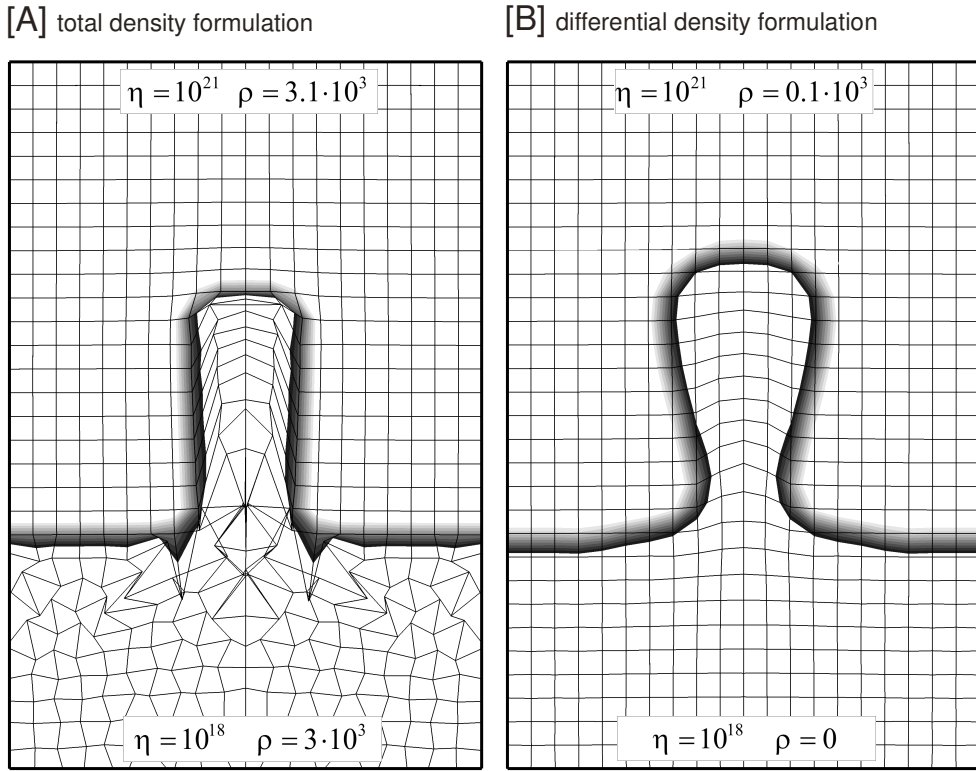 [A] total density formulation
[B] differential density formulation
η = 10²¹ ρ = 3.1·10³
η = 10²¹ ρ = 0.1·10³
η = 10¹⁸ ρ = 3·10³
η = 10¹⁸ ρ = 0